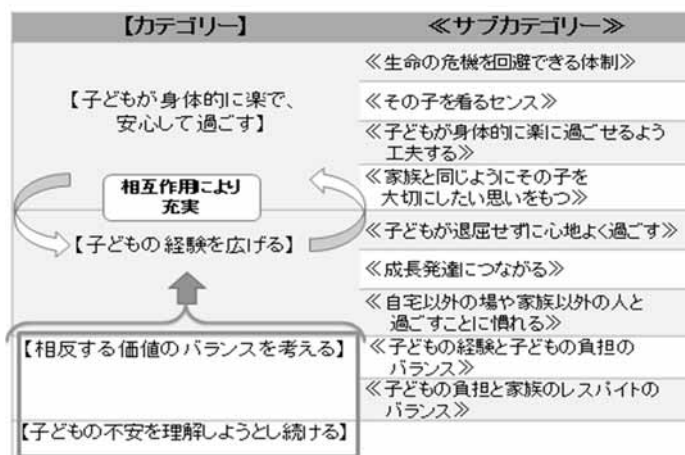 【カテゴリー】
≪サブカテゴリー≫
【子どもが身体的に楽で、
安心して過ごす】
相互作用により
充実
【子どもの経験を広げる】
【相反する価値のバランスを考える】
【子どもの不安を理解しようとし続ける】
≪生命の危機を回避できる体制≫
≪その子を看るセンス≫
≪子どもが身体的に楽に過ごせるよう
工夫する≫
≪家族と同じようにその子を
大切にしたい思いをもつ≫
≪子どもが退屈せずに心地よく過ごす≫
≪成長発達につながる≫
≪自宅以外の場や家族以外の人と
過ごすことに慣れる≫
≪子どもの経験と子どもの負担の
バランス≫
≪子どもの負担と家族のレスパイトの
バランス≫